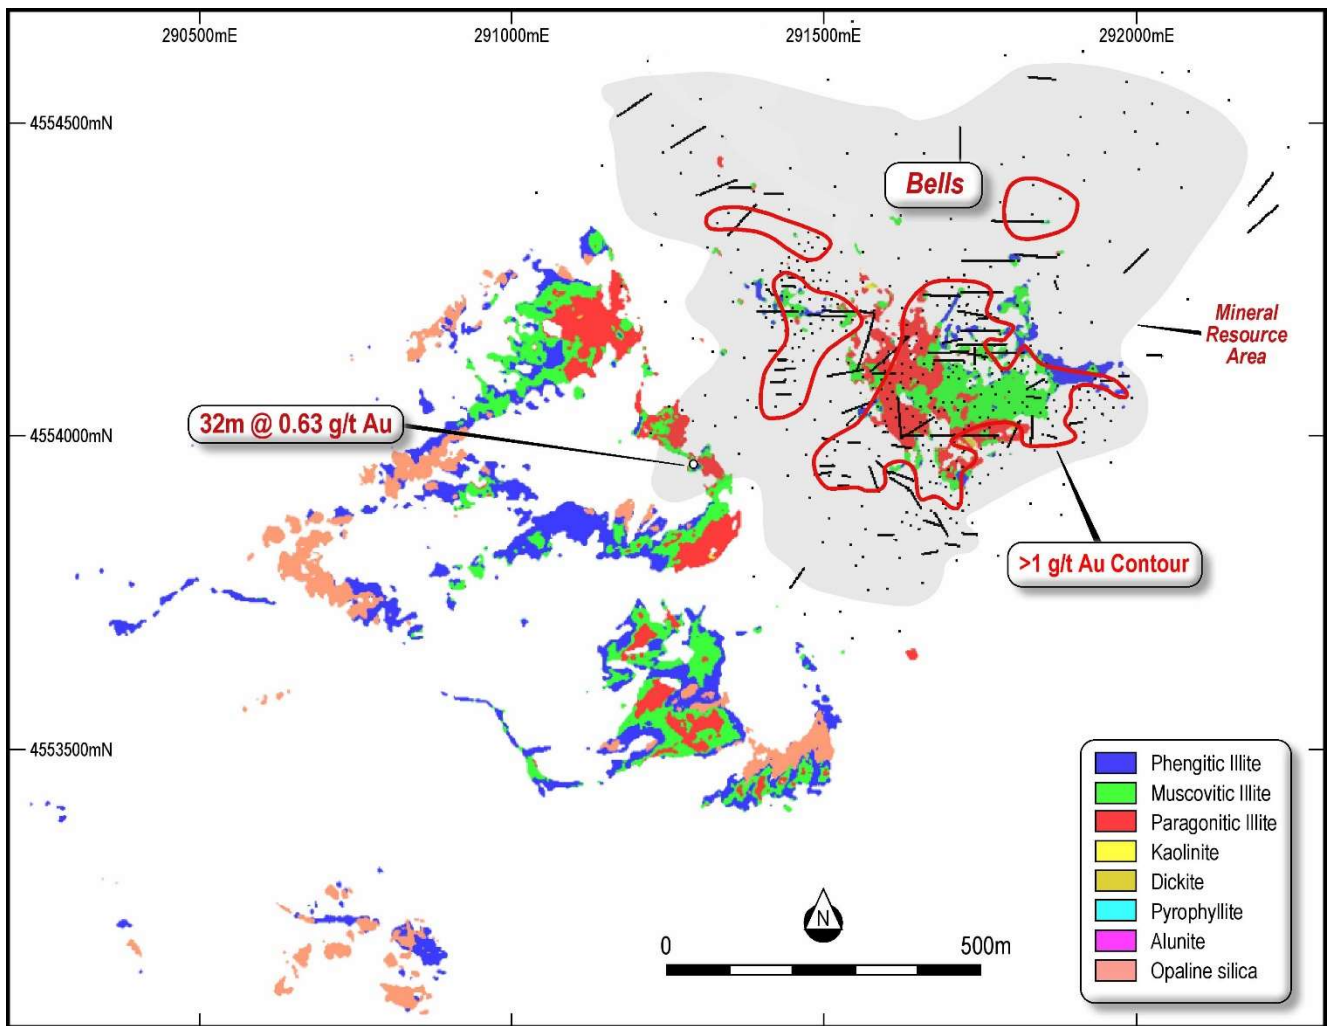 290500mE
291000mE
291500mE
292000mE
4554500mN
Bells
Mineral
Resource
Area
32m @ 0.63 g/t Au
4554000mN
>1 g/t Au Contour
4553500mN
Phengitic Illite
Muscovitic Illite
Paragonitic Illite
Kaolinite
Dickite
Pyrophyllite
Alunite
Opaline silica
N
0
500m